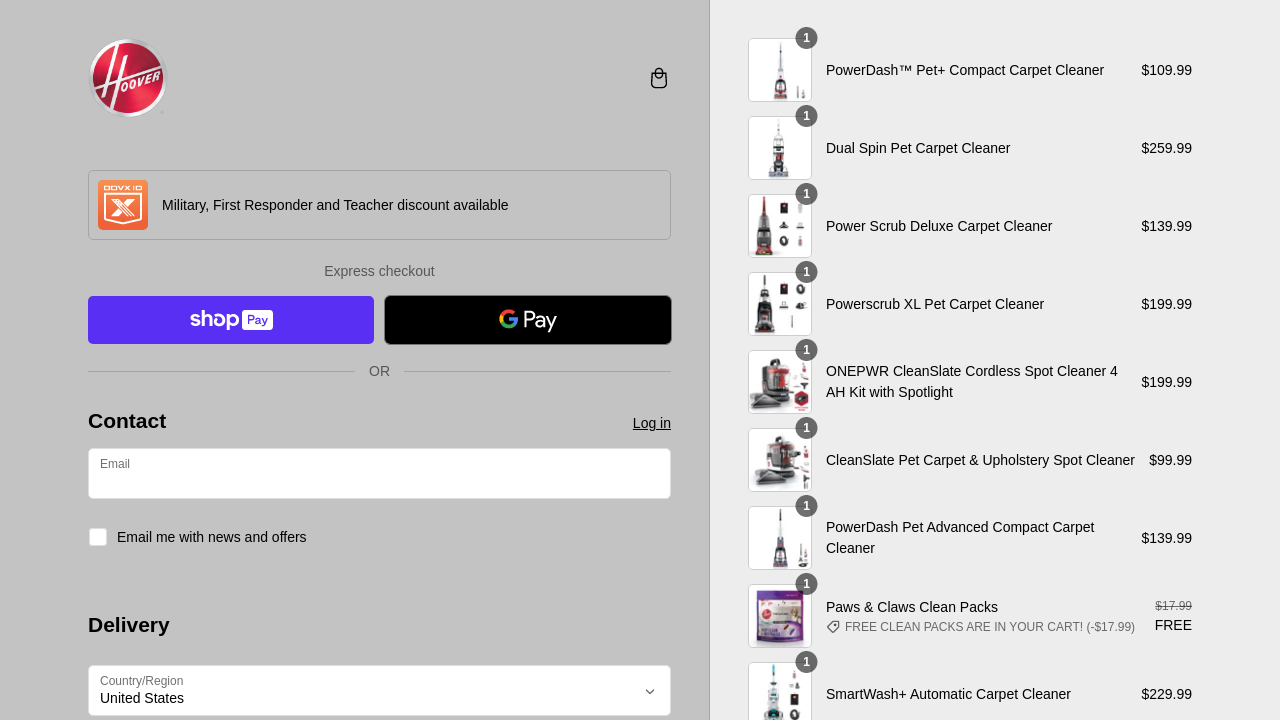 HOOVER
GOVX ID
Military, First Responder and Teacher discount available
Express checkout
shop Pay
G Pay
OR
Contact
Log in
Email
Email me with news and offers
Delivery
Country/Region
United States
1
PowerDash™ Pet+ Compact Carpet Cleaner
$109.99
1
Dual Spin Pet Carpet Cleaner
$259.99
1
Power Scrub Deluxe Carpet Cleaner
$139.99
1
Powerscrub XL Pet Carpet Cleaner
$199.99
1
ONEPWR CleanSlate Cordless Spot Cleaner 4
AH Kit with Spotlight
$199.99
1
CleanSlate Pet Carpet & Upholstery Spot Cleaner
$99.99
1
PowerDash Pet Advanced Compact Carpet
Cleaner
$139.99
1
Paws & Claws Clean Packs
FREE CLEAN PACKS ARE IN YOUR CART! (-$17.99)
$17.99
FREE
1
SmartWash+ Automatic Carpet Cleaner
$229.99